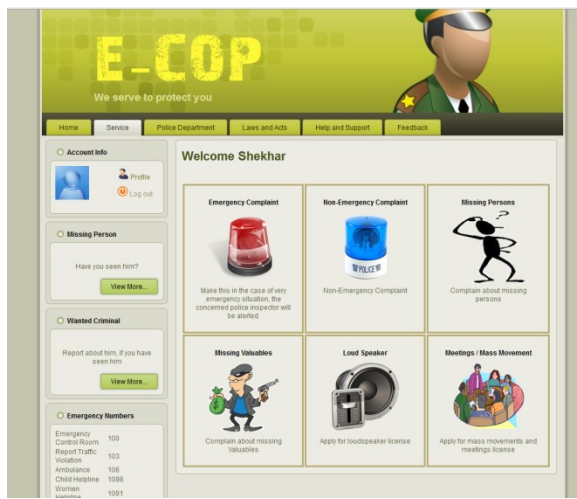 E-COP
We serve to protect you
Home
Service
Police Department
Laws and Acts
Help and Support
Feedback
Account Info
Profile
Log out
Missing Person
Have you seen him?
View More...
Wanted Criminal
Report about him, if you have
seen him
View More...
Emergency Numbers
Emergency
Control Room 100
Report Traffic
Violation 103
Ambulance 108
Child Helpline 1098
Women
Helpline 1091
Welcome Shekhar
Emergency Complaint
Make this in the case of very
emergency situation, the
concerned police inspector will
be alerted.
Non-Emergency Complaint
POLICE
Non-Emergency Complaint
Missing Persons
?
Complain about missing
persons
Missing Valuables
$
Complain about missing
Valuables
Loud Speaker
Apply for loudspeaker license
Meetings / Mass Movement
Apply for mass movements and
meetings license